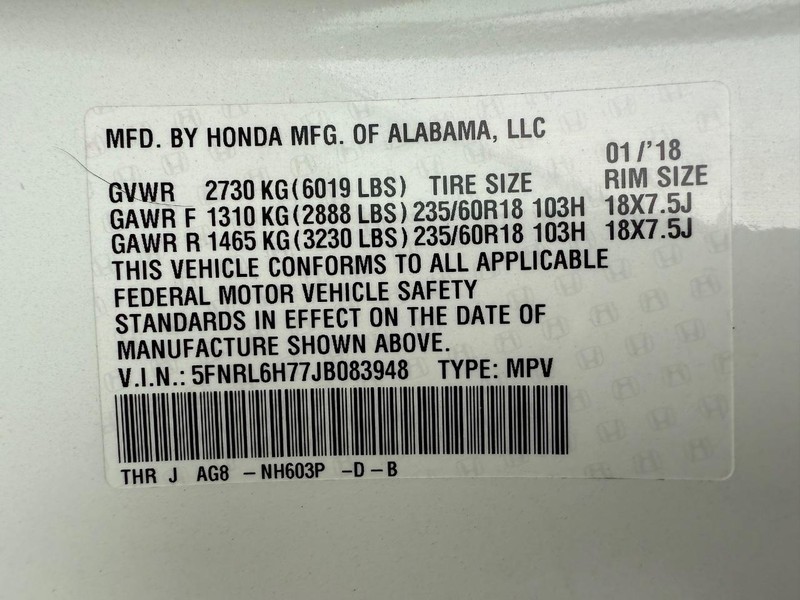 MFD. BY HONDA MFG. OF ALABAMA, LLC
01/'18
GVWR 2730 KG(6019 LBS) TIRE SIZE RIM SIZE
GAWR F 1310 KG(2888 LBS) 235/60R18 103H 18X7.5J
GAWR R 1465 KG(3230 LBS) 235/60R18 103H 18X7.5J
THIS VEHICLE CONFORMS TO ALL APPLICABLE
FEDERAL MOTOR VEHICLE SAFETY
STANDARDS IN EFFECT ON THE DATE OF
MANUFACTURE SHOWN ABOVE.
V.I.N.: 5FNRL6H77JB083948 TYPE: MPV
THR J AG8 -NH603P -D-B